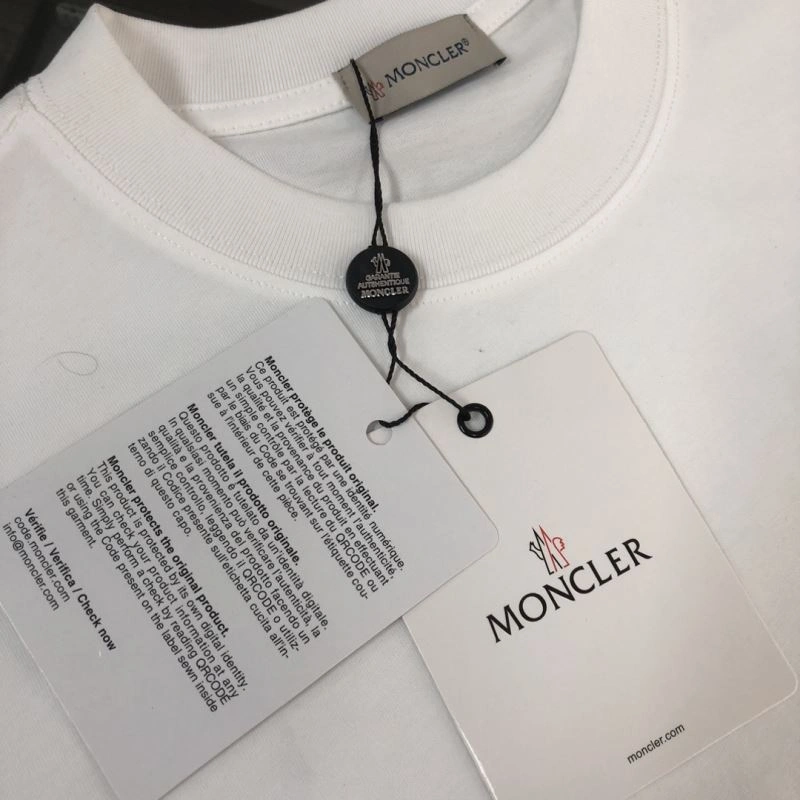 MONCLER®
GARANTIE
AUTHENTIQUE
MONCLER
Moncler protège le produit original.
Ce produit est protégé par une identité numérique.
Vous pouvez vérifier à tout moment l'authenticité,
la qualité et la provenance du produit en effectuant
un simple contrôle par la lecture du QRCODE ou
par le biais du Code se trouvant sur l'étiquette cou-
sue à l'intérieur de cette pièce.
Moncler tutela il prodotto originale.
Questo prodotto è tutelato da un'identità digitale.
In qualsiasi momento può verificare l'autenticità, la
qualità e la provenienza del prodotto facendo un
semplice controllo, leggendo il QRCODE o utiliz-
zando il Codice presente sull'etichetta cucita all'in-
terno di questo capo.
Moncler protects the original product.
This product is protected by its own digital identity.
You can check your product information at any
time. Simply perform a check by reading QRCODE
or using the Code present on the label sewn inside
this garment.
Vérifie / Verifica / Check now
code.moncler.com
info@moncler.com
MONCLER
moncler.com